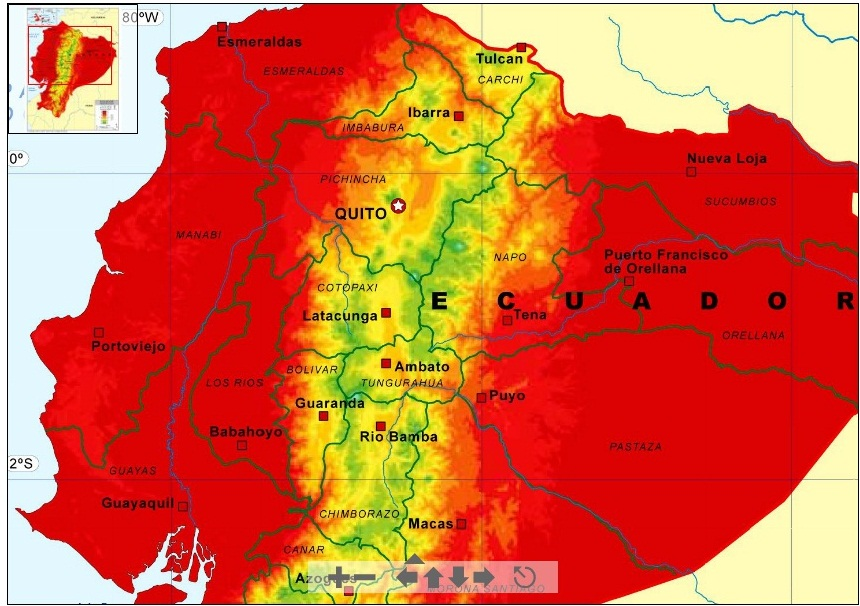 80°W
Esmeraldas
ESMERALDAS
Tulcan
CARCHI
Ibarra
IMBABURA
0°
Nueva Loja
PICHINCHA
SUCUMBIOS
QUITO
MANABI
NAPO
Puerto Francisco
de Orellana
COTOPAXI
E C U A D O R
Latacunga
Tena
Portoviejo
ORELLANA
BOLIVAR
Ambato
LOS RIOS
TUNGURAHUA
Puyo
Guaranda
Babahoyo
Rio Bamba
PASTAZA
2°S
GUAYAS
Guayaquil
CHIMBORAZO
Macas
CANAR
Azogues
MORONA SANTIAGO